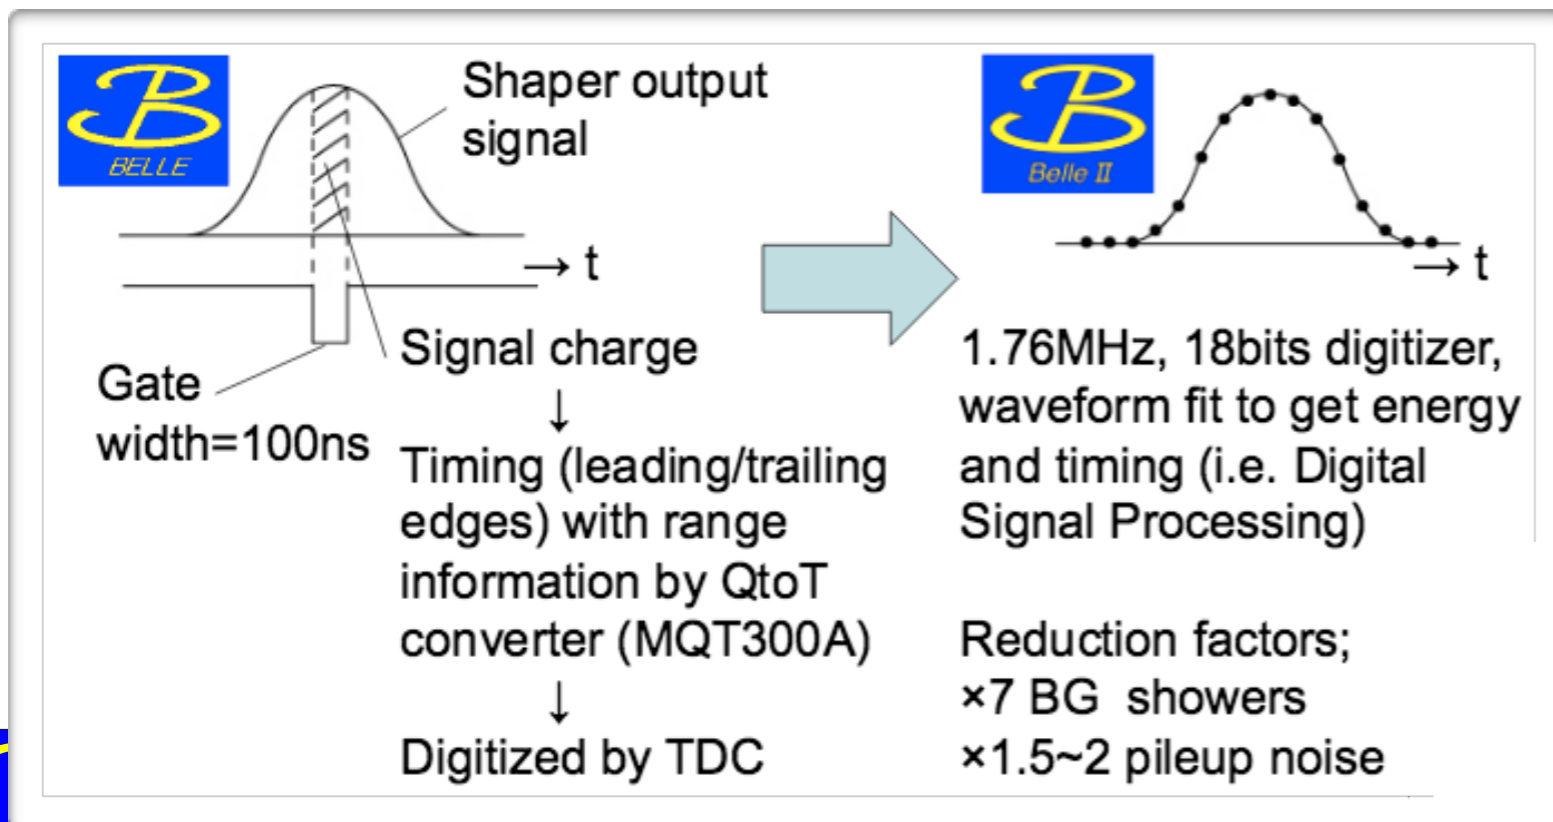 BELLE
Shaper output
signal
→ t
Gate
width=100ns
Signal charge
↓
Timing (leading/trailing
edges) with range
information by QtoT
converter (MQT300A)
↓
Digitized by TDC
Belle II
→ t
1.76MHz, 18bits digitizer,
waveform fit to get energy
and timing (i.e. Digital
Signal Processing)
Reduction factors;
×7 BG showers
×1.5~2 pileup noise